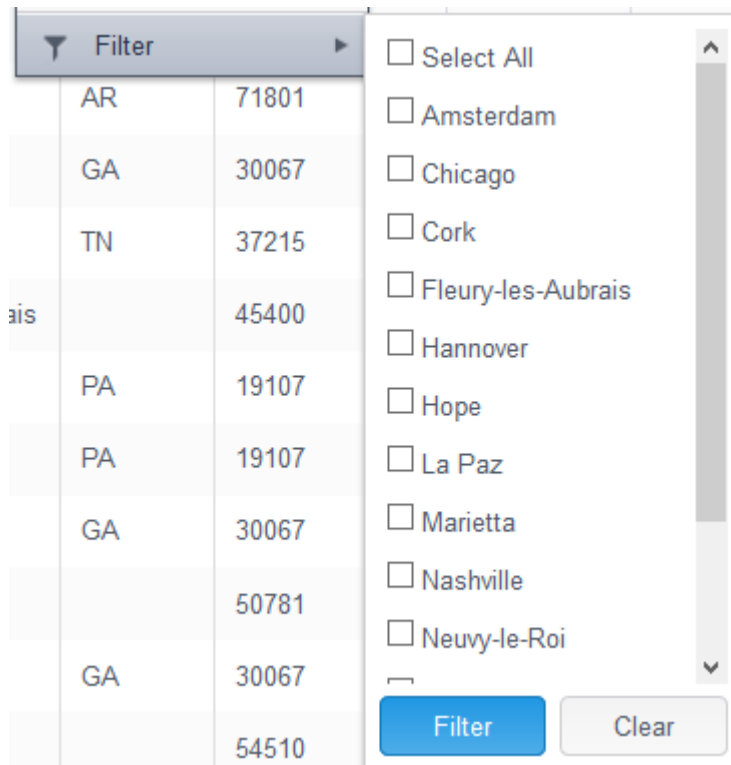 Filter
AR 71801
GA 30067
TN 37215
ais 45400
PA 19107
PA 19107
GA 30067
50781
GA 30067
54510
Select All
Amsterdam
Chicago
Cork
Fleury-les-Aubrais
Hannover
Hope
La Paz
Marietta
Nashville
Neuvy-le-Roi
Filter Clear